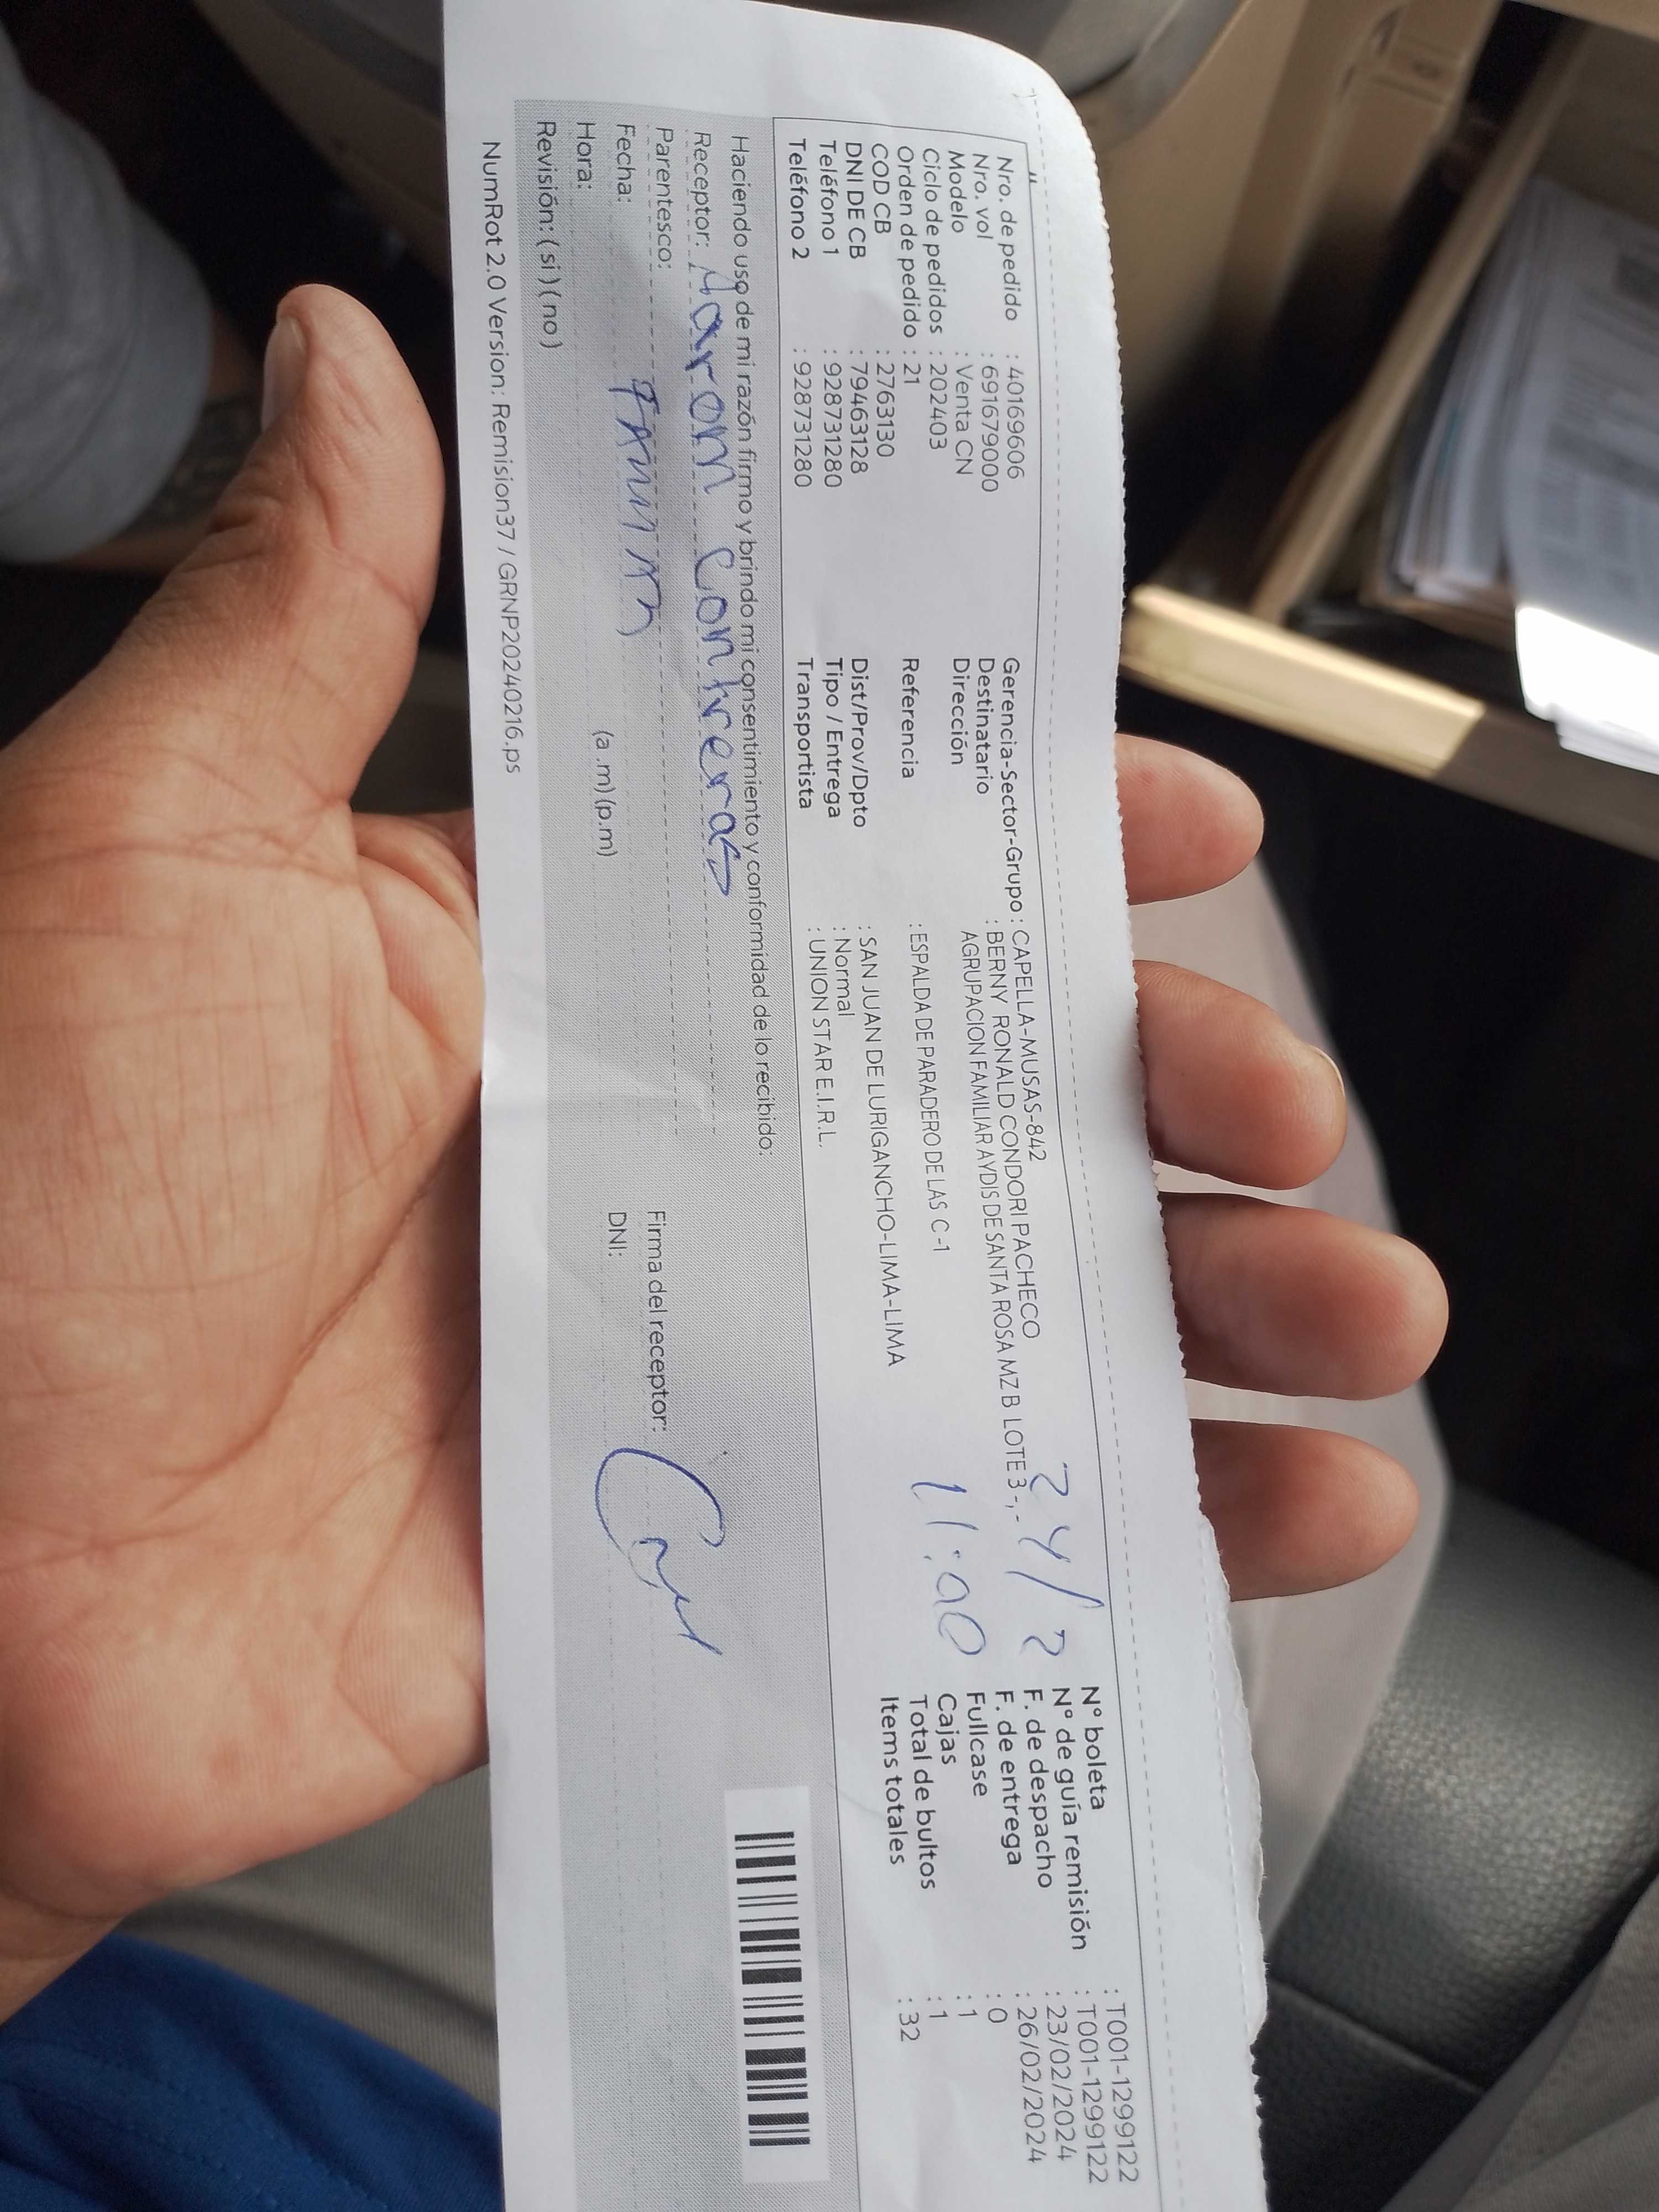 Nro. de pedido : 40169606
Nro. vol : 691679000
Modelo : Venta CN
Ciclo de pedidos : 202403
Orden de pedido : 21
COD CB : 2763130
DNI DE CB : 79463128
Teléfono 1 : 928731280
Teléfono 2 : 928731280
Gerencia-Sector-Grupo : CAPELLA-MUSAS-842
Destinatario : BERNY RONALD CONDORI PACHECO
Dirección AGRUPACION FAMILIAR AYDIS DE SANTA ROSA MZ B LOTE 3 -, -
Referencia : ESPALDA DE PARADERO DE LAS C -1
Dist/Prov/Dpto : SAN JUAN DE LURIGANCHO-LIMA-LIMA
Tipo / Entrega : Normal
Transportista : UNION STAR E.I.R.L.
24/2
11:00
N° boleta : T001-1299122
N° de guía remisión : T001-1299122
F. de despacho : 23/02/2024
F. de entrega : 26/02/2024
Fullcase : 0
Cajas : 1
Total de bultos : 1
Items totales : 32
Haciendo uso de mi razón firmo y brindo mi consentimiento y conformidad de lo recibido:
Receptor: Aaron Contreras
Parentesco:
Fecha:
Hora: (a .m) (p.m)
Revisión: ( si ) ( no )
Firma del receptor:
DNI:
NumRot 2.0 Version: Remision37 / GRNP20240216.ps